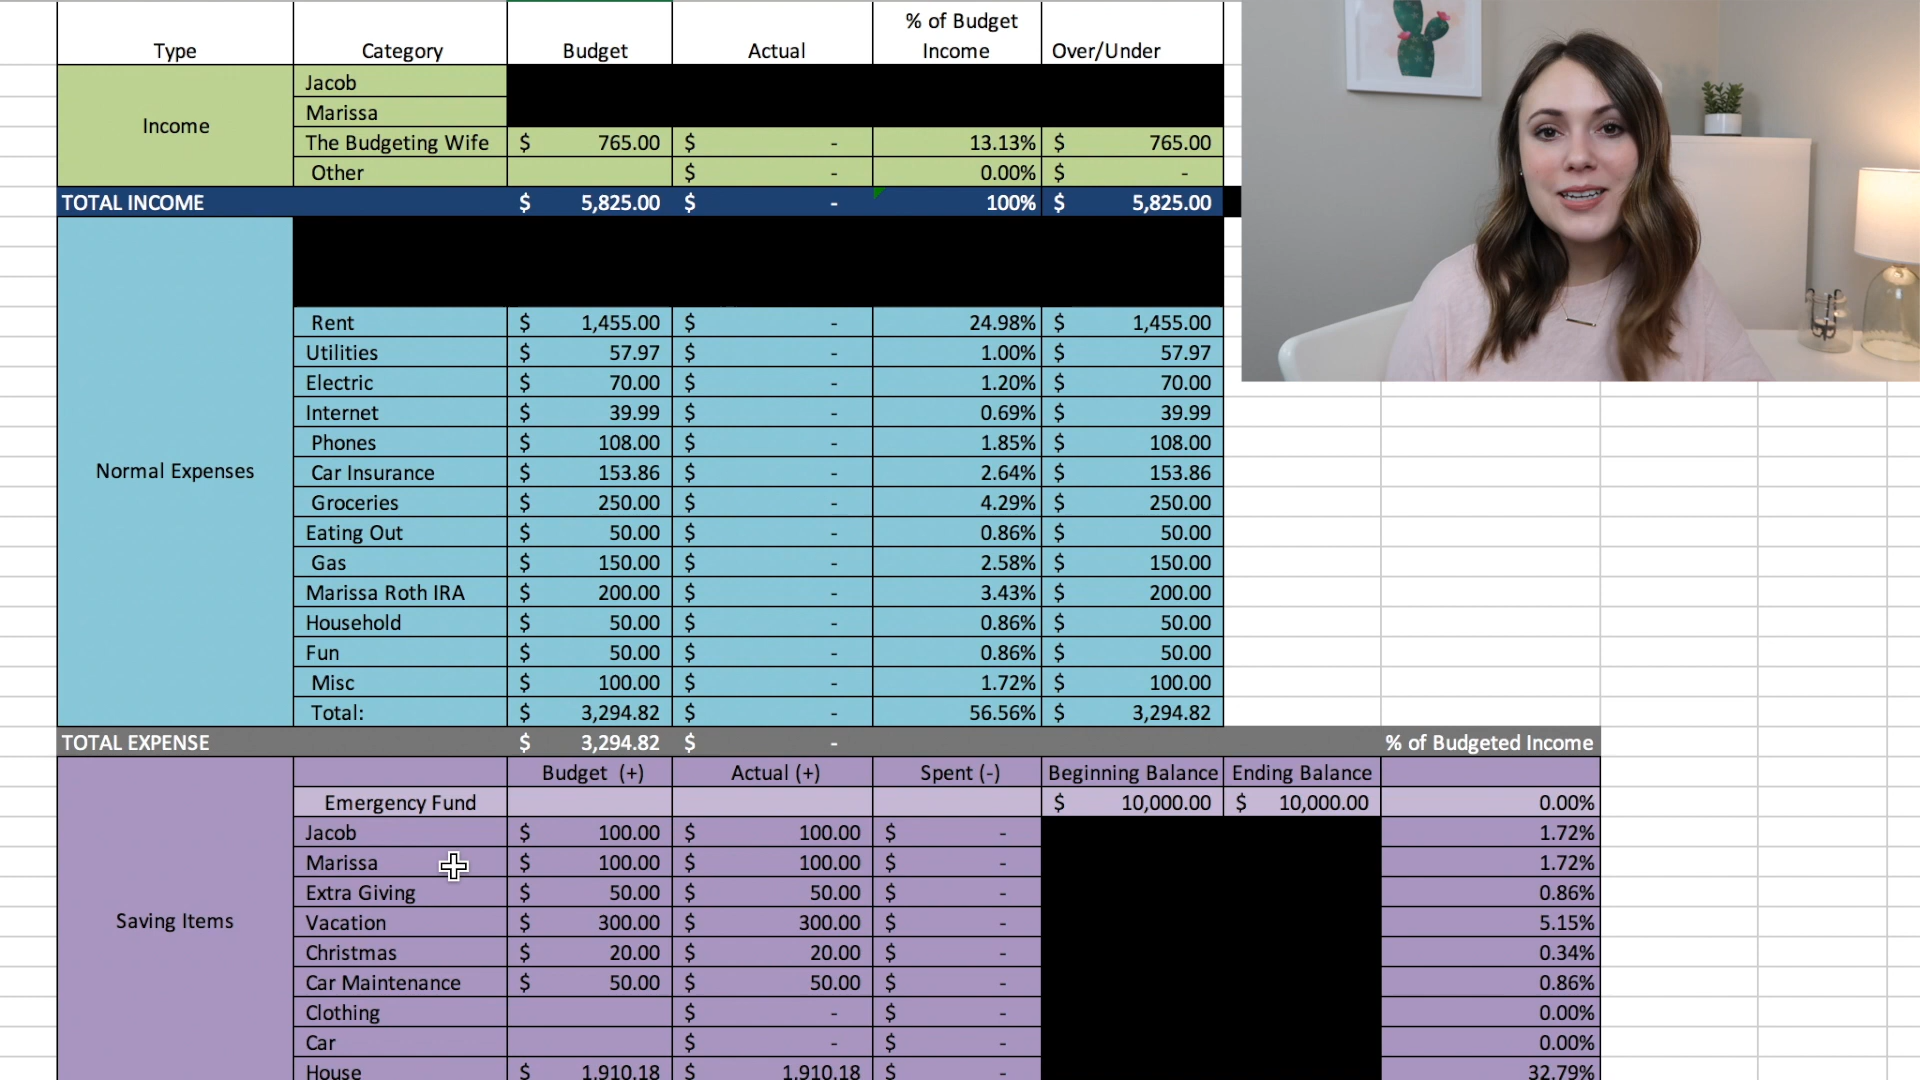 Type Category Budget Actual % of Budget Income Over/Under
Income
Jacob
Marissa
The Budgeting Wife $ 765.00 $ - 13.13% $ 765.00
Other $ - 0.00% $ -
TOTAL INCOME $ 5,825.00 $ - 100% $ 5,825.00
Normal Expenses
Rent $ 1,455.00 $ - 24.98% $ 1,455.00
Utilities $ 57.97 $ - 1.00% $ 57.97
Electric $ 70.00 $ - 1.20% $ 70.00
Internet $ 39.99 $ - 0.69% $ 39.99
Phones $ 108.00 $ - 1.85% $ 108.00
Car Insurance $ 153.86 $ - 2.64% $ 153.86
Groceries $ 250.00 $ - 4.29% $ 250.00
Eating Out $ 50.00 $ - 0.86% $ 50.00
Gas $ 150.00 $ - 2.58% $ 150.00
Marissa Roth IRA $ 200.00 $ - 3.43% $ 200.00
Household $ 50.00 $ - 0.86% $ 50.00
Fun $ 50.00 $ - 0.86% $ 50.00
Misc $ 100.00 $ - 1.72% $ 100.00
Total: $ 3,294.82 $ - 56.56% $ 3,294.82
TOTAL EXPENSE $ 3,294.82 $ - % of Budgeted Income
Saving Items
Budget (+) Actual (+) Spent (-) Beginning Balance Ending Balance
Emergency Fund $ 10,000.00 $ 10,000.00 0.00%
Jacob $ 100.00 $ 100.00 $ - 1.72%
Marissa $ 100.00 $ 100.00 $ - 1.72%
Extra Giving $ 50.00 $ 50.00 $ - 0.86%
Vacation $ 300.00 $ 300.00 $ - 5.15%
Christmas $ 20.00 $ 20.00 $ - 0.34%
Car Maintenance $ 50.00 $ 50.00 $ - 0.86%
Clothing $ - $ - 0.00%
Car $ - $ - 0.00%
House $ 1,910.18 $ 1,910.18 $ - 32.79%